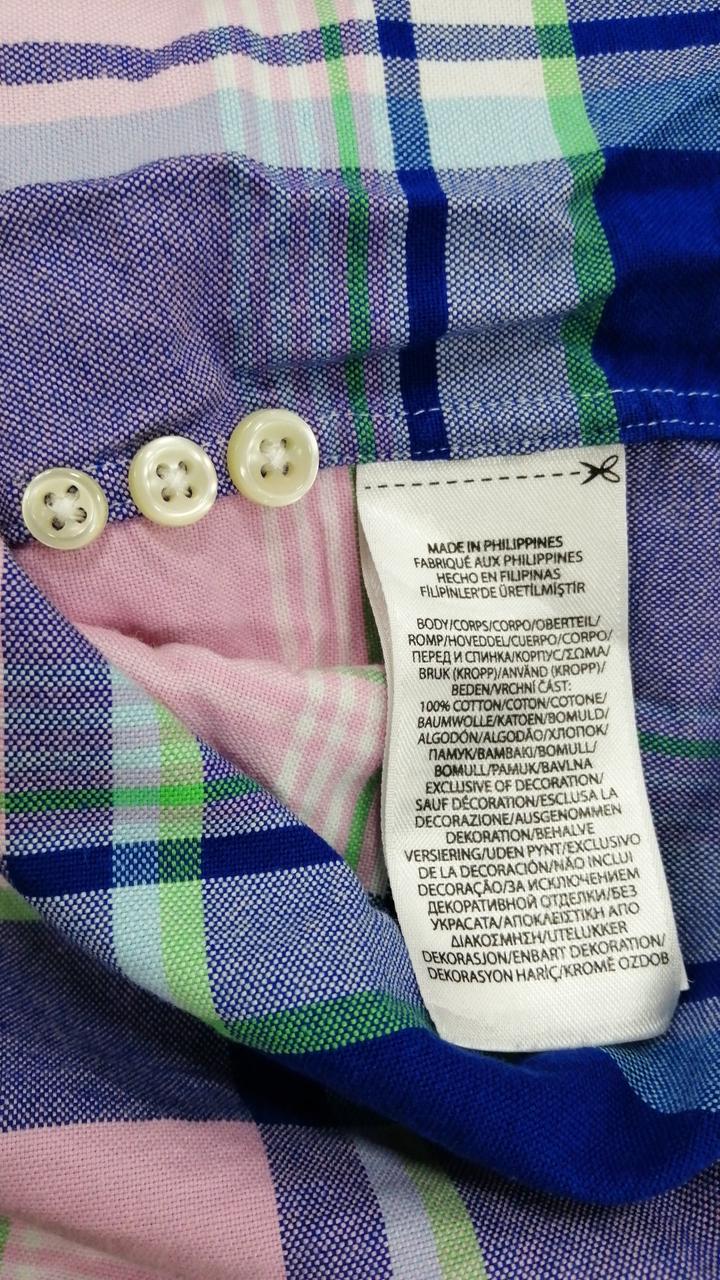 MADE IN PHILIPPINES
FABRIQUÉ AUX PHILIPPINES
HECHO EN FILIPINAS
FİLİPİNLER'DE ÜRETİLMİŞTİR
BODY/CORPS/CORPO/OBERTEIL/
ROMP/HOVEDDEL/CUERPO/CORPO/
ПЕРЕД И СПИНКА/КОРПУС/ΣΩΜΑ/
BRUK (KROPP)/ANVÄND (KROPP)/
BEDEN/VRCHNÍ ČÁST:
100% COTTON/COTON/COTONE/
BAUMWOLLE/KATOEN/BOMULD/
ALGODÓN/ALGODÃO/ХЛОПОК/
ПАМУК/ΒΑΜΒΑΚΙ/BOMULL/
BOMULL/PAMUK/BAVLNA
EXCLUSIVE OF DECORATION/
SAUF DÉCORATION/ESCLUSA LA
DECORAZIONE/AUSGENOMMEN
DEKORATION/BEHALVE
VERSIERING/UDEN PYNT/EXCLUSIVO
DE LA DECORACIÓN/NÃO INCLUI
DECORAÇÃO/ЗА ИСКЛЮЧЕНИЕМ
ДЕКОРАТИВНОЙ ОТДЕЛКИ/БЕЗ
УКРАСАТА/ΑΠΟΚΛΕΙΣΤΙΚΗ ΑΠΟ
ΔΙΑΚΟΣΜΗΣΗ/UTELUKKER
DEKORASJON/ENBART DEKORATION/
DEKORASYON HARİÇ/KROMĚ OZDOB